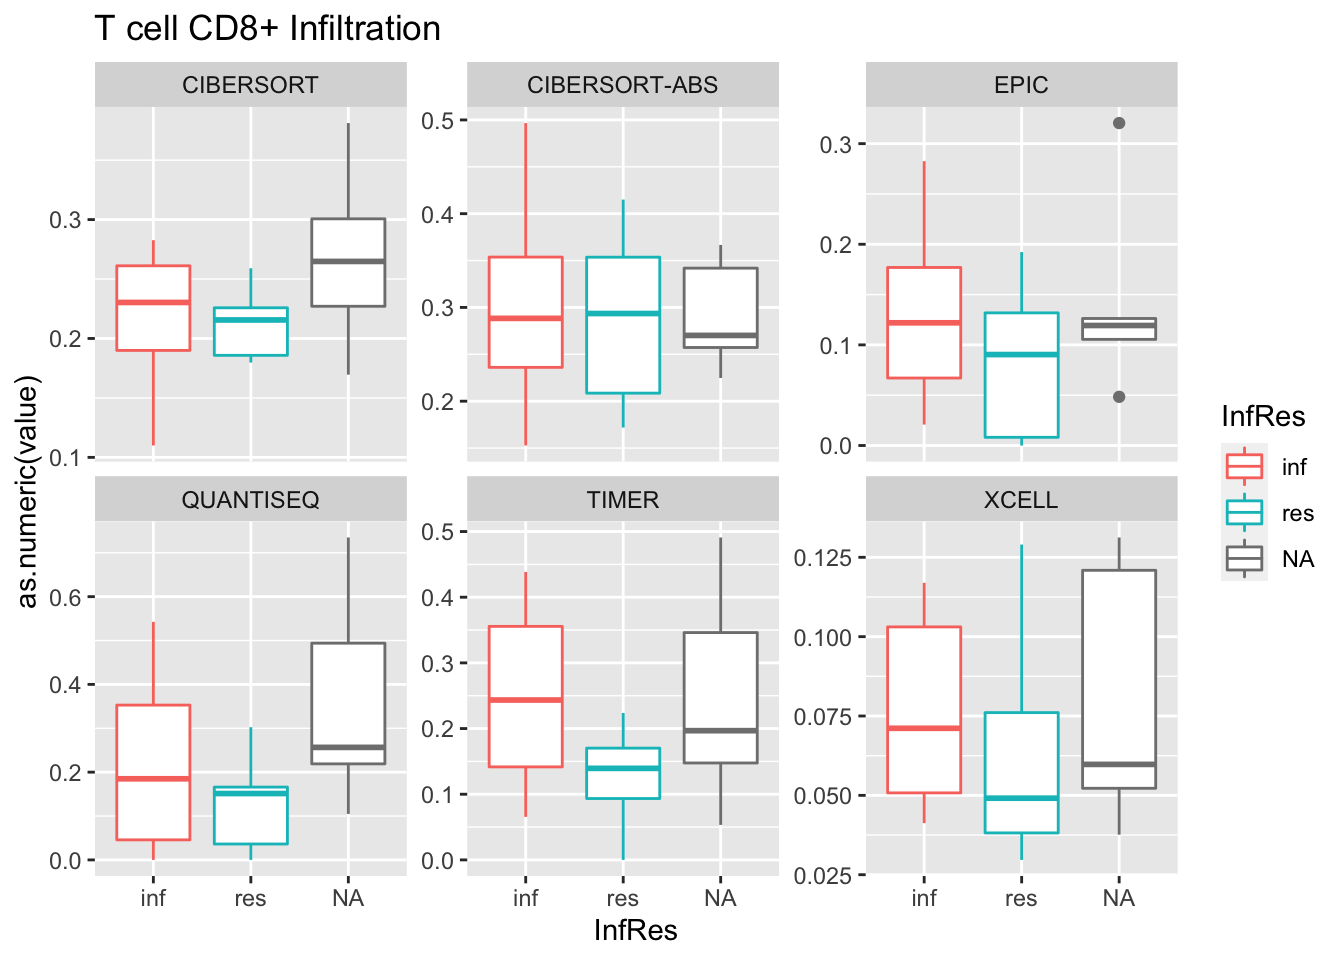 T cell CD8+ Infiltration
CIBERSORT
CIBERSORT-ABS
EPIC
0.3
0.2
0.1
0.5
0.4
0.3
0.2
0.3
0.2
0.1
0.0
QUANTISEQ
TIMER
XCELL
0.6
0.4
0.2
0.0
0.5
0.4
0.3
0.2
0.1
0.0
0.125
0.100
0.075
0.050
0.025
inf res NA
inf res NA
inf res NA
InfRes
as.numeric(value)
InfRes
inf
res
NA